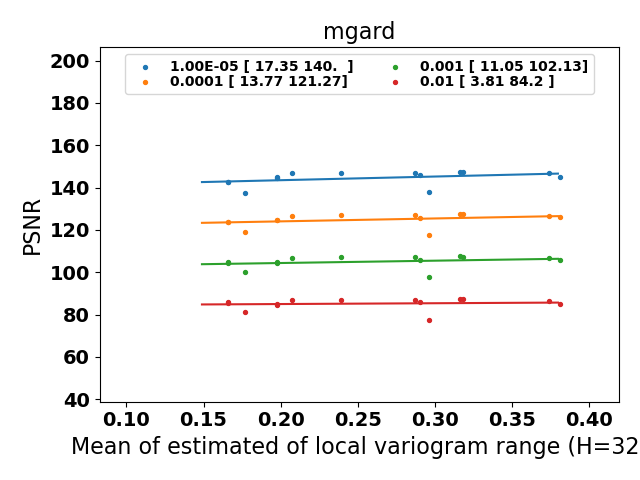 mgard
1.00E-05 [ 17.35 140.  ]
0.0001 [ 13.77 121.27]
0.001 [ 11.05 102.13]
0.01 [ 3.81 84.2 ]
PSNR
200
180
160
140
120
100
80
60
40
0.10 0.15 0.20 0.25 0.30 0.35 0.40
Mean of estimated of local variogram range (H=32